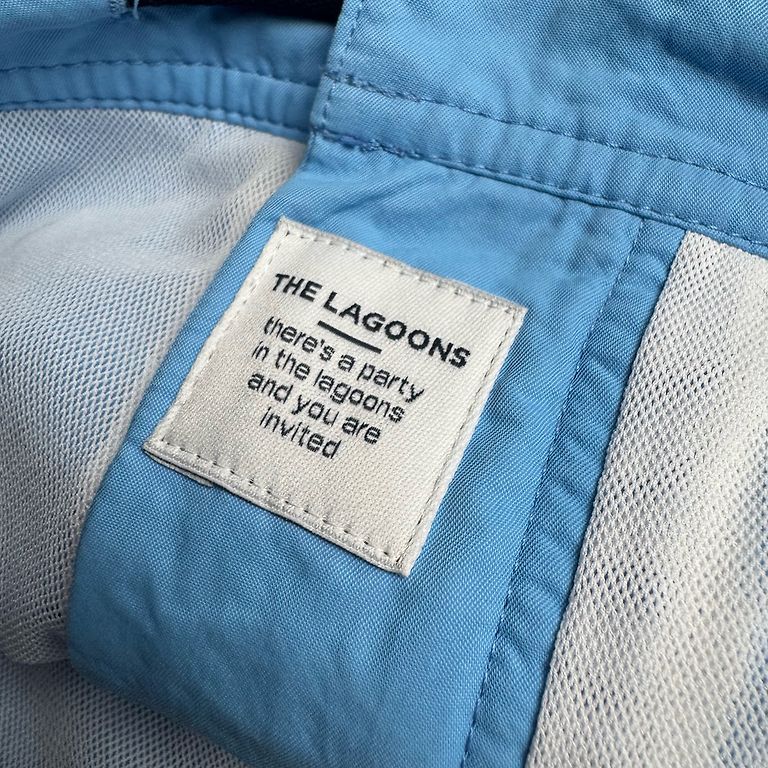 THE LAGOONS
there's a party
in the lagoons
and you are
invited